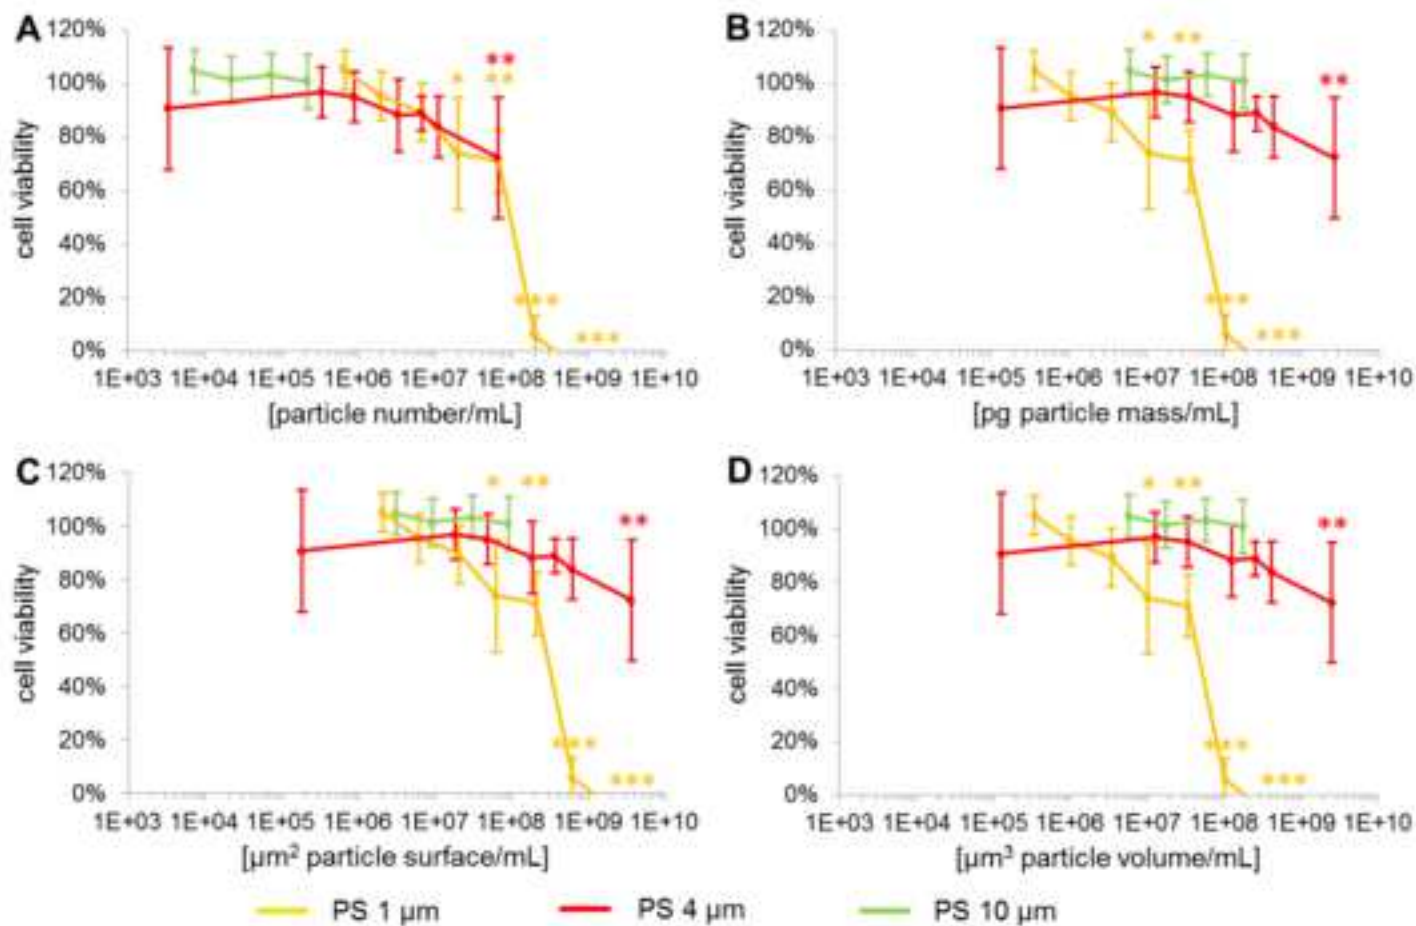 A
120%
100%
80%
60%
40%
20%
0%
cell viability
* **
**
***
***
1E+03 1E+04 1E+05 1E+06 1E+07 1E+08 1E+09 1E+10
[particle number/mL]
B
120%
100%
80%
60%
40%
20%
0%
cell viability
* **
**
***
***
1E+03 1E+04 1E+05 1E+06 1E+07 1E+08 1E+09 1E+10
[pg particle mass/mL]
C
120%
100%
80%
60%
40%
20%
0%
cell viability
* **
**
***
***
1E+03 1E+04 1E+05 1E+06 1E+07 1E+08 1E+09 1E+10
[µm² particle surface/mL]
D
120%
100%
80%
60%
40%
20%
0%
cell viability
* **
**
***
***
1E+03 1E+04 1E+05 1E+06 1E+07 1E+08 1E+09 1E+10
[µm³ particle volume/mL]
PS 1 µm PS 4 µm PS 10 µm